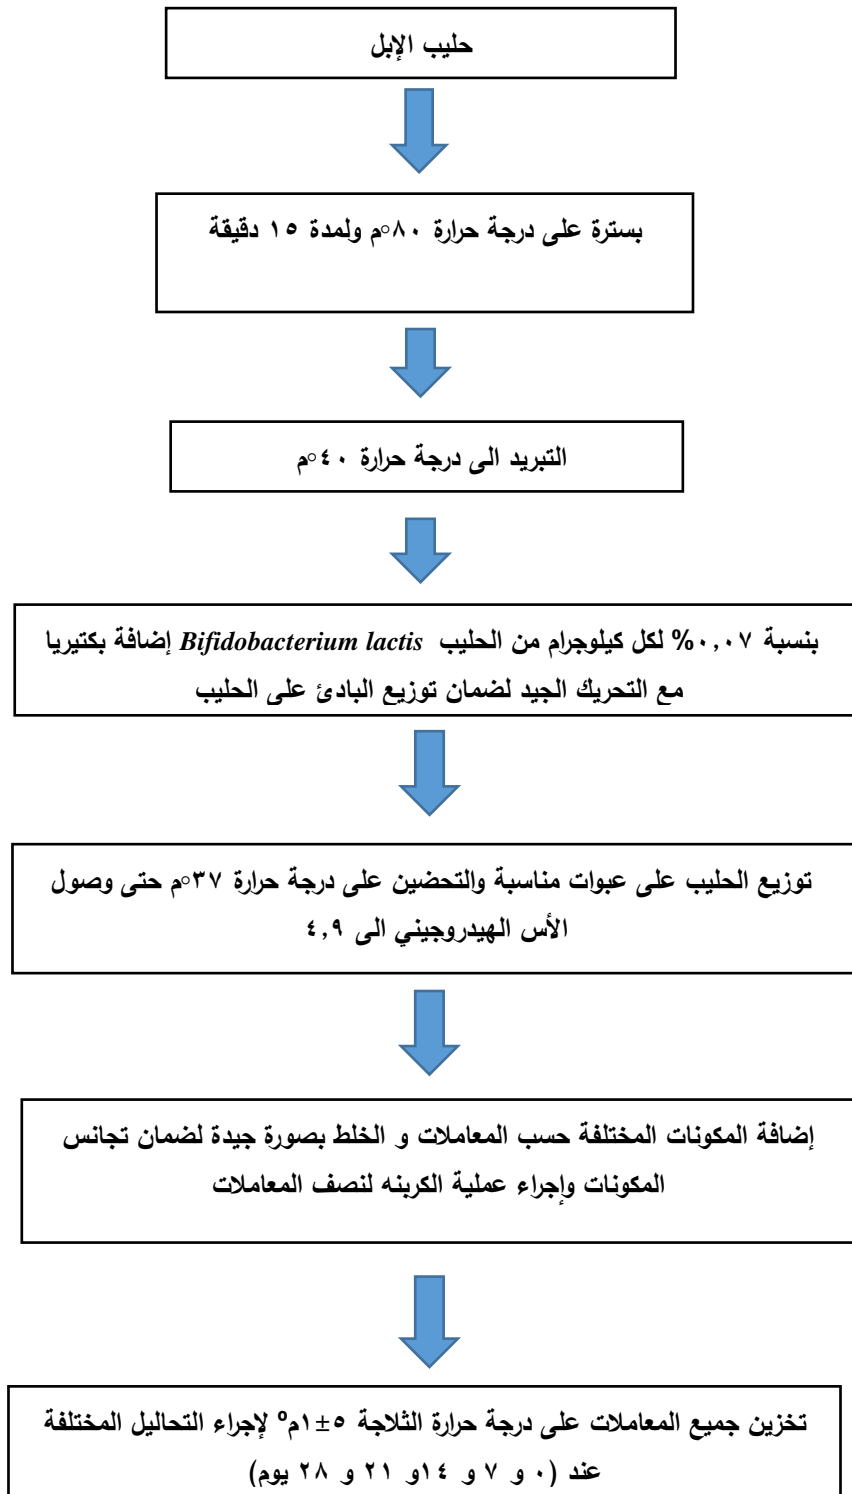 حليب الإبل
بسترة على درجة حرارة ٨٠°م ولمدة ١٥ دقيقة
التبريد الى درجة حرارة ٤٠°م
إضافة بكتيريا Bifidobacterium lactis بنسبة ٠,٠٧% لكل كيلوجرام من الحليب
مع التحريك الجيد لضمان توزيع البادئ على الحليب
توزيع الحليب على عبوات مناسبة والتحضين على درجة حرارة ٣٧°م حتى وصول
الأس الهيدروجيني الى ٤,٩
إضافة المكونات المختلفة حسب المعاملات و الخلط بصورة جيدة لضمان تجانس
المكونات وإجراء عملية الكربنه لنصف المعاملات
تخزين جميع المعاملات على درجة حرارة الثلاجة ٥±١م° لإجراء التحاليل المختلفة
عند (٠ و ٧ و ١٤و ٢١ و ٢٨ يوم)